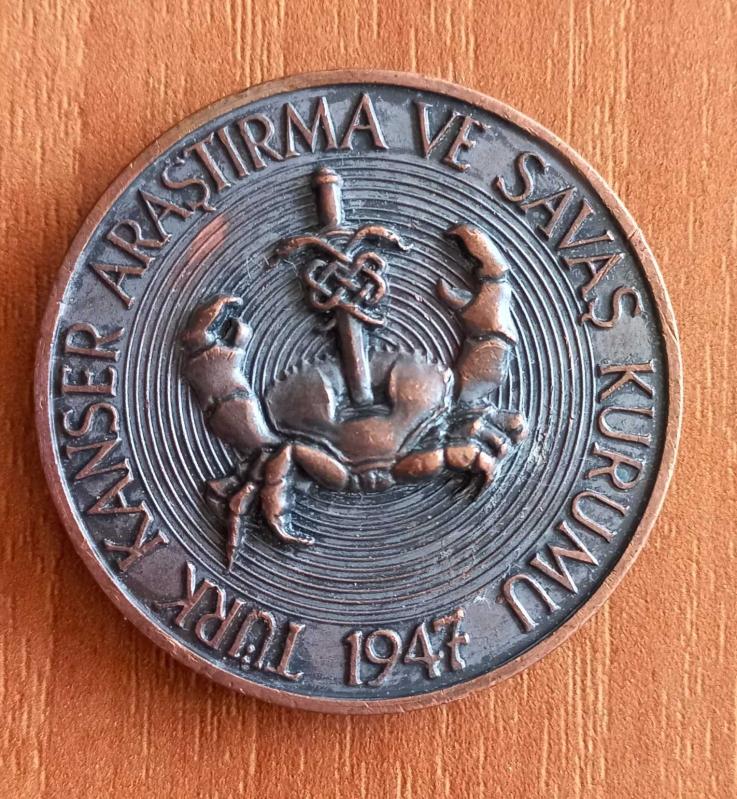 TÜRK KANSER ARAŞTIRMA VE SAVAŞ KURUMU
1947